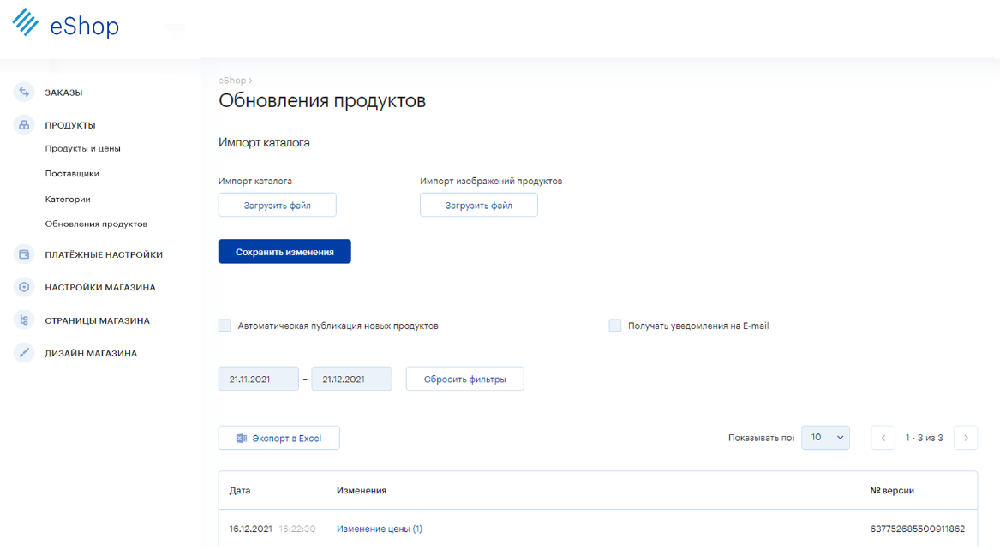 eShop
ЗАКАЗЫ
ПРОДУКТЫ
Продукты и цены
Поставщики
Категории
Обновления продуктов
ПЛАТЁЖНЫЕ НАСТРОЙКИ
НАСТРОЙКИ МАГАЗИНА
СТРАНИЦЫ МАГАЗИНА
ДИЗАЙН МАГАЗИНА
eShop >
Обновления продуктов
Импорт каталога
Импорт каталога Импорт изображений продуктов
Загрузить файл Загрузить файл
Сохранить изменения
Автоматическая публикация новых продуктов Получать уведомления на E-mail
21.11.2021 - 21.12.2021 Сбросить фильтры
Экспорт в Excel Показывать по: 10 < 1 - 3 из 3 >
Дата Изменения № версии
16.12.2021 16:22:30 Изменение цены (1) 637752685500911862